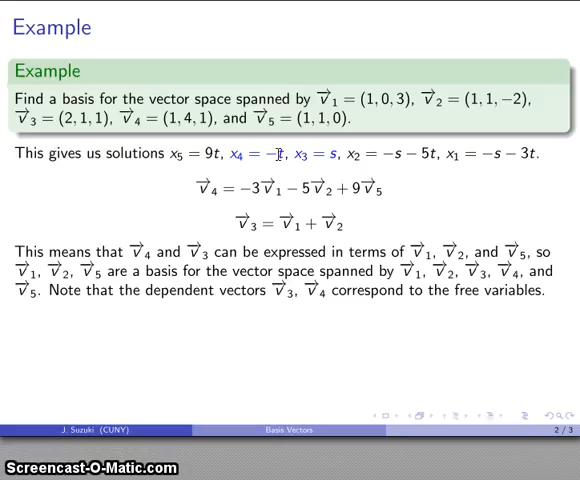 Example
Example
Find a basis for the vector space spanned by v⃗₁ = (1, 0, 3), v⃗₂ = (1, 1, −2),
v⃗₃ = (2, 1, 1), v⃗₄ = (1, 4, 1), and v⃗₅ = (1, 1, 0).
This gives us solutions x₅ = 9t, x₄ = −t, x₃ = s, x₂ = −s − 5t, x₁ = −s − 3t.
v⃗₄ = −3v⃗₁ − 5v⃗₂ + 9v⃗₅
v⃗₃ = v⃗₁ + v⃗₂
This means that v⃗₄ and v⃗₃ can be expressed in terms of v⃗₁, v⃗₂, and v⃗₅, so
v⃗₁, v⃗₂, v⃗₅ are a basis for the vector space spanned by v⃗₁, v⃗₂, v⃗₃, v⃗₄, and
v⃗₅. Note that the dependent vectors v⃗₃, v⃗₄ correspond to the free variables.
J. Suzuki (CUNY) Basis Vectors 2 / 3
Screencast-O-Matic.com